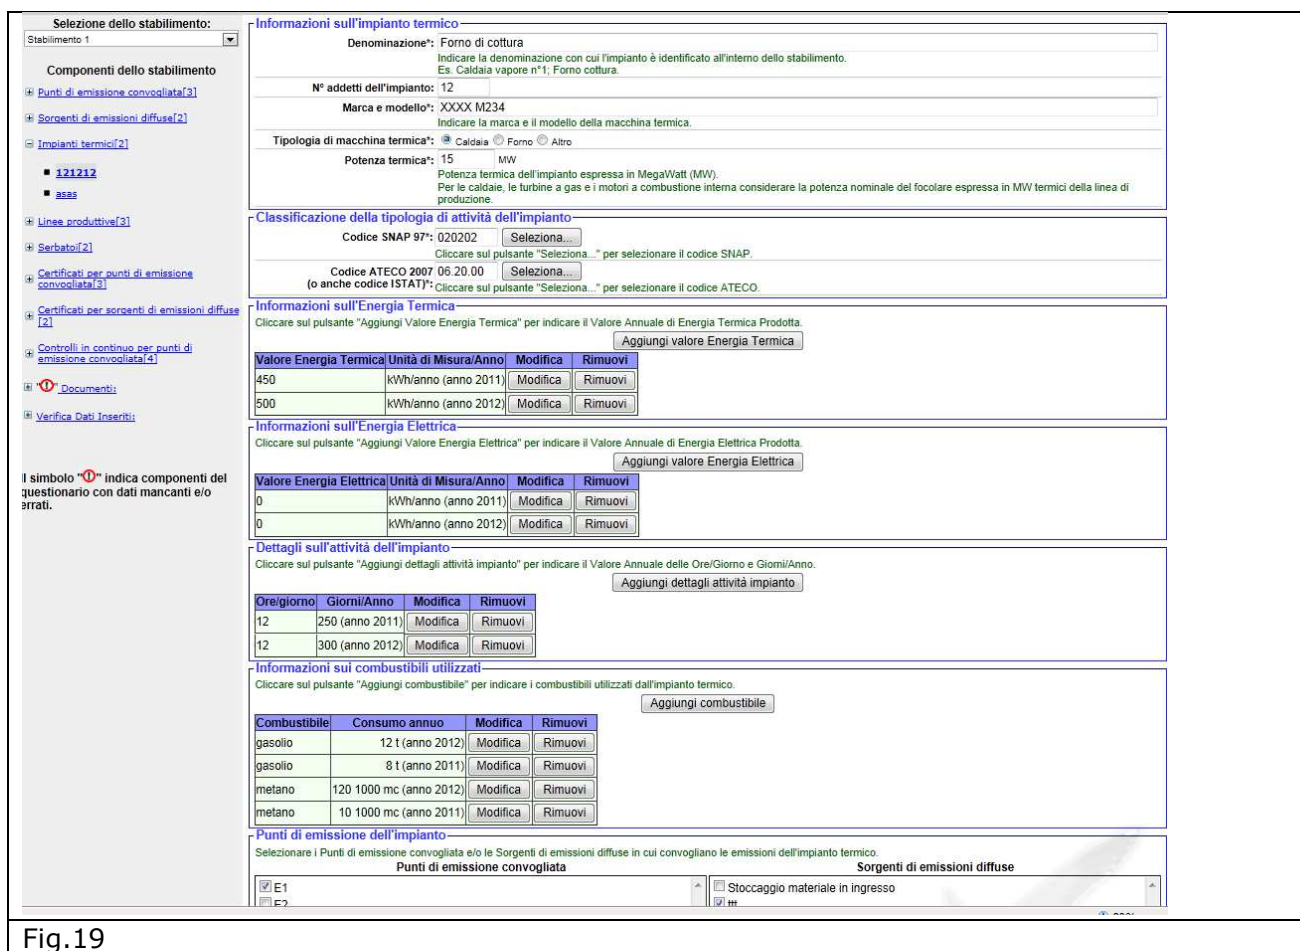 Selezione dello stabilimento:
Stabilimento 1
Componenti dello stabilimento
Punti di emissione convogliata[3]
Sorgenti di emissioni diffuse[2]
Impianti termici[2]
121212
asas
Linee produttive[3]
Serbatoi[2]
Certificati per punti di emissione
convogliata[3]
Certificati per sorgenti di emissioni diffuse
[2]
Controlli in continuo per punti di
emissione convogliata[4]
"!" Documenti:
Verifica Dati Inseriti:
Il simbolo "!" indica componenti del
questionario con dati mancanti e/o
errati.
Informazioni sull'impianto termico
Denominazione*: Forno di cottura
Indicare la denominazione con cui l'impianto è identificato all'interno dello stabilimento.
Es. Caldaia vapore n°1; Forno cottura.
N° addetti dell'impianto: 12
Marca e modello*: XXXX M234
Indicare la marca e il modello della macchina termica.
Tipologia di macchina termica*: Caldaia Forno Altro
Potenza termica*: 15 MW
Potenza termica dell'impianto espressa in MegaWatt (MW).
Per le caldaie, le turbine a gas e i motori a combustione interna considerare la potenza nominale del focolare espressa in MW termici della linea di
produzione.
Classificazione della tipologia di attività dell'impianto
Codice SNAP 97*: 020202 Seleziona...
Cliccare sul pulsante "Seleziona..." per selezionare il codice SNAP.
Codice ATECO 2007 06.20.00 Seleziona...
(o anche codice ISTAT)*: Cliccare sul pulsante "Seleziona..." per selezionare il codice ATECO.
Informazioni sull'Energia Termica
Cliccare sul pulsante "Aggiungi Valore Energia Termica" per indicare il Valore Annuale di Energia Termica Prodotta.
Aggiungi valore Energia Termica
Valore Energia Termica Unità di Misura/Anno Modifica Rimuovi
450 kWh/anno (anno 2011) Modifica Rimuovi
500 kWh/anno (anno 2012) Modifica Rimuovi
Informazioni sull'Energia Elettrica
Cliccare sul pulsante "Aggiungi Valore Energia Elettrica" per indicare il Valore Annuale di Energia Elettrica Prodotta.
Aggiungi valore Energia Elettrica
Valore Energia Elettrica Unità di Misura/Anno Modifica Rimuovi
0 kWh/anno (anno 2011) Modifica Rimuovi
0 kWh/anno (anno 2012) Modifica Rimuovi
Dettagli sull'attività dell'impianto
Cliccare sul pulsante "Aggiungi dettagli attività impianto" per indicare il Valore Annuale delle Ore/Giorno e Giorni/Anno.
Aggiungi dettagli attività impianto
Ore/giorno Giorni/Anno Modifica Rimuovi
12 250 (anno 2011) Modifica Rimuovi
12 300 (anno 2012) Modifica Rimuovi
Informazioni sui combustibili utilizzati
Cliccare sul pulsante "Aggiungi combustibile" per indicare i combustibili utilizzati dall'impianto termico.
Aggiungi combustibile
Combustibile Consumo annuo Modifica Rimuovi
gasolio 12 t (anno 2012) Modifica Rimuovi
gasolio 8 t (anno 2011) Modifica Rimuovi
metano 120 1000 mc (anno 2012) Modifica Rimuovi
metano 10 1000 mc (anno 2011) Modifica Rimuovi
Punti di emissione dell'impianto
Selezionare i Punti di emissione convogliata e/o le Sorgenti di emissioni diffuse in cui convogliano le emissioni dell'impianto termico.
Punti di emissione convogliata Sorgenti di emissioni diffuse
E1 Stoccaggio materiale in ingresso
E2 ttt
Fig.19